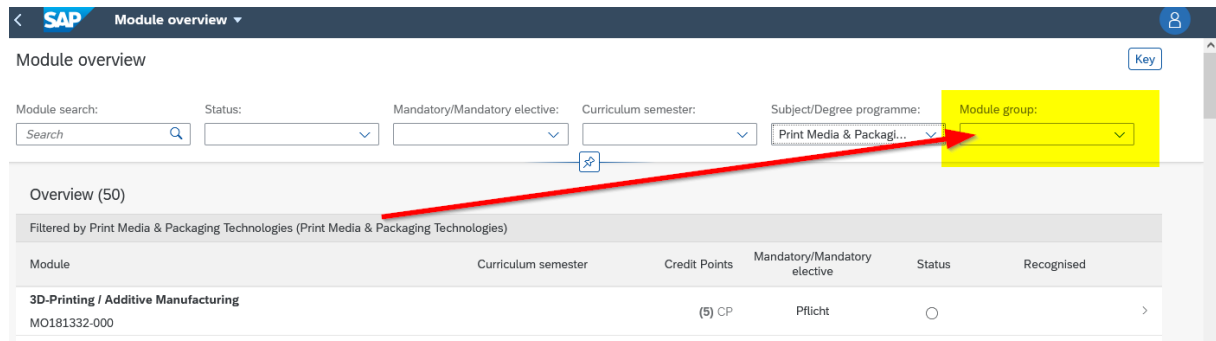 SAP Module overview
Module overview
Key
Module search: Status: Mandatory/Mandatory elective: Curriculum semester: Subject/Degree programme: Module group:
Search Print Media & Packagi...
Overview (50)
Filtered by Print Media & Packaging Technologies (Print Media & Packaging Technologies)
Module Curriculum semester Credit Points Mandatory/Mandatory elective Status Recognised
3D-Printing / Additive Manufacturing
MO181332-000
(5) CP Pflicht